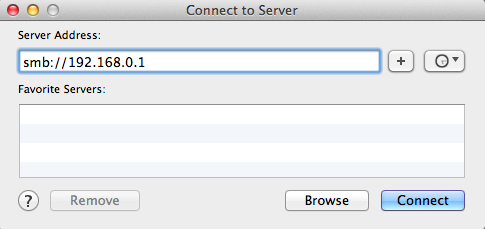 Connect to Server
Server Address:
smb://192.168.0.1
+
Favorite Servers:
? Remove Browse Connect